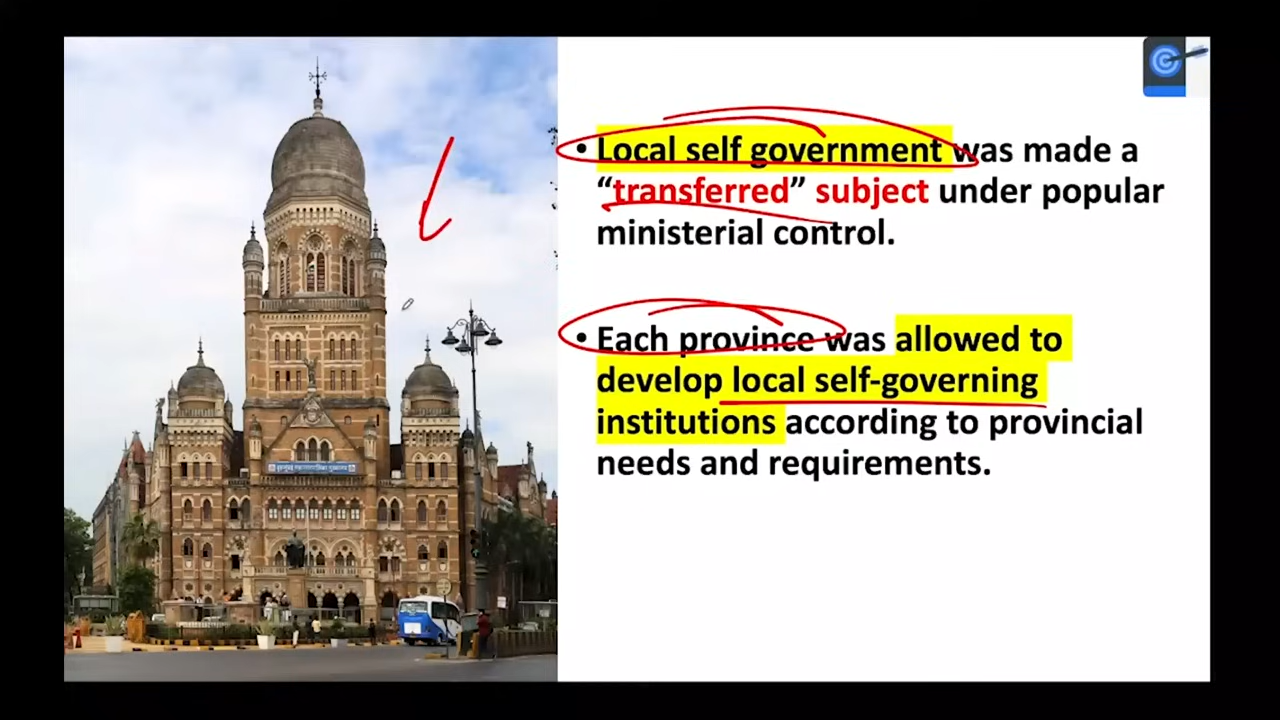 • Local self government was made a
“transferred” subject under popular
ministerial control.
• Each province was allowed to
develop local self-governing
institutions according to provincial
needs and requirements.